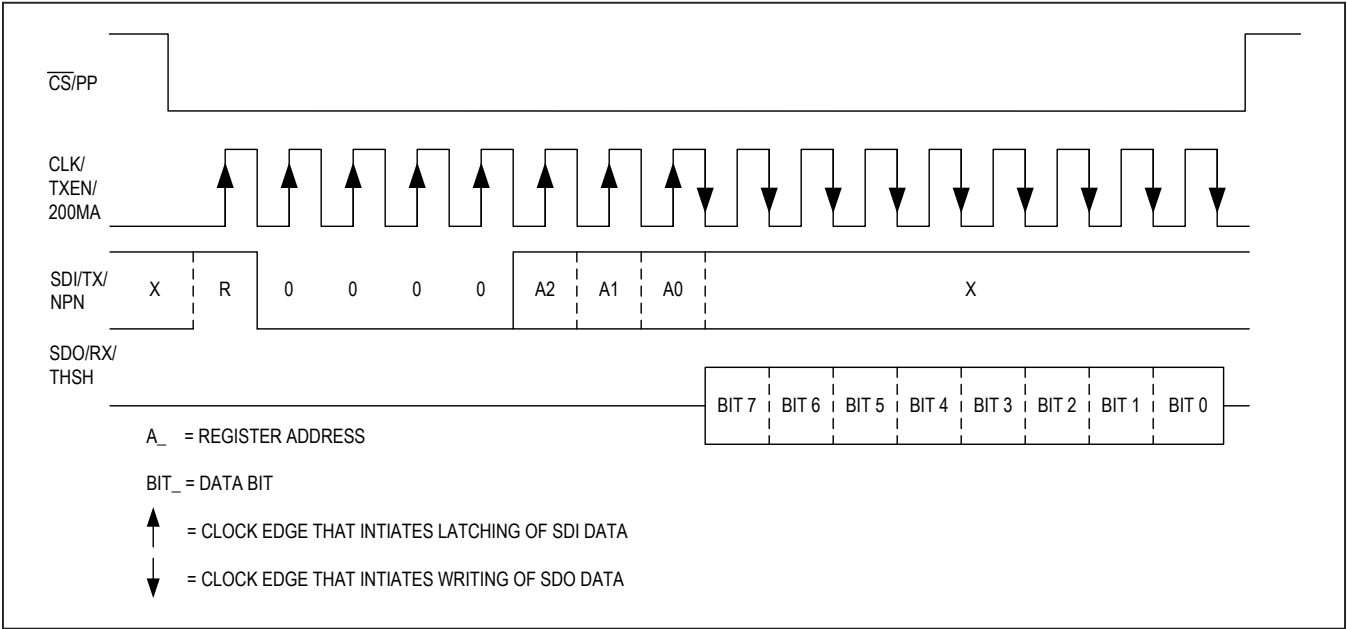 CS/PP
CLK/
TXEN/
200MA
SDI/TX/
NPN
X R 0 0 0 0 A2 A1 A0 X
SDO/RX/
THSH
BIT 7 BIT 6 BIT 5 BIT 4 BIT 3 BIT 2 BIT 1 BIT 0
A_ = REGISTER ADDRESS
BIT_ = DATA BIT
= CLOCK EDGE THAT INTIATES LATCHING OF SDI DATA
= CLOCK EDGE THAT INTIATES WRITING OF SDO DATA